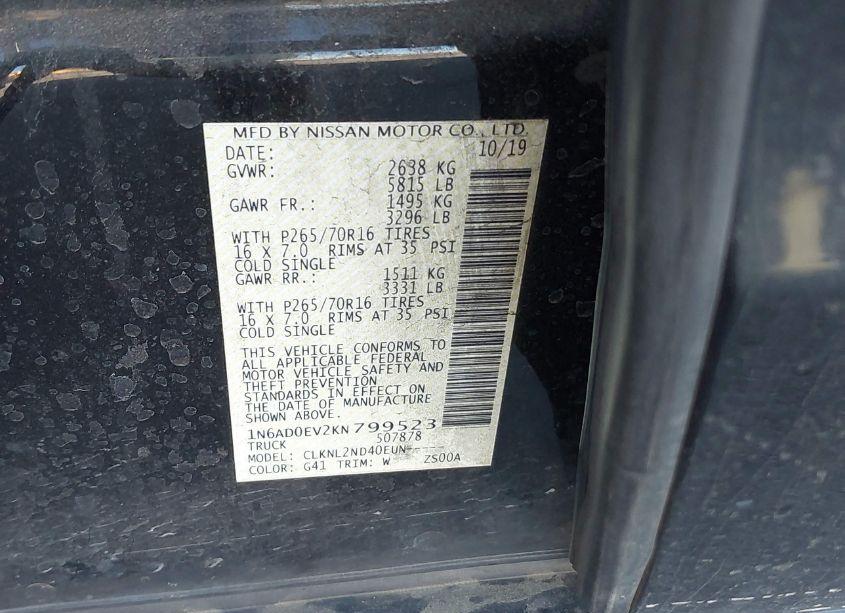 MFD BY NISSAN MOTOR CO., LTD.
DATE: 10/19
GVWR: 2638 KG
5815 LB
GAWR FR.: 1495 KG
3296 LB
WITH P265/70R16 TIRES
16 X 7.0 RIMS AT 35 PSI
COLD SINGLE
GAWR RR.: 1511 KG
3331 LB
WITH P265/70R16 TIRES
16 X 7.0 RIMS AT 35 PSI
COLD SINGLE
THIS VEHICLE CONFORMS TO
ALL APPLICABLE FEDERAL
MOTOR VEHICLE SAFETY AND
THEFT PREVENTION
STANDARDS IN EFFECT ON
THE DATE OF MANUFACTURE
SHOWN ABOVE.
1N6AD0EV2KN799523
TRUCK 507878
MODEL: CLKNL2ND40EUN-----
COLOR: G41 TRIM: W ZS00A